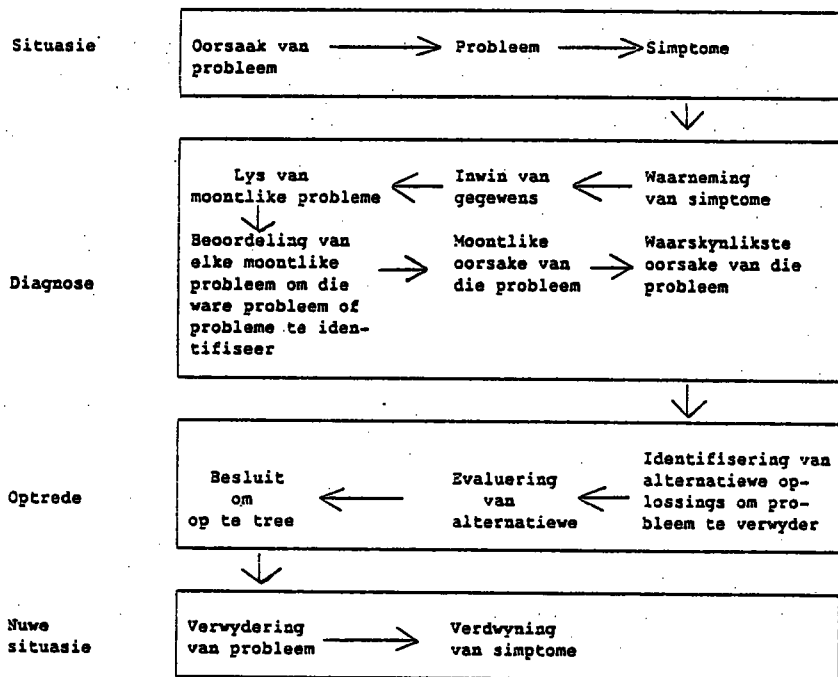 Situasie
Oorsaak van
probleem
Probleem
Simptome
Diagnose
Lys van
moontlike probleme
Inwin van
gegewens
Waarneming
van simptome
Beoordeling van
elke moontlike
probleem om die
ware probleem of
probleme te iden-
tifiseer
Moontlike
oorsake van
die probleem
Waarskynlikste
oorsake van die
probleem
Optrede
Besluit
om
op te tree
Evaluering
van
alternatiewe
Identifisering van
alternatiewe op-
lossings om pro-
bleem te verwyder
Nuwe
situasie
Verwydering
van probleem
Verdwyning
van simptome